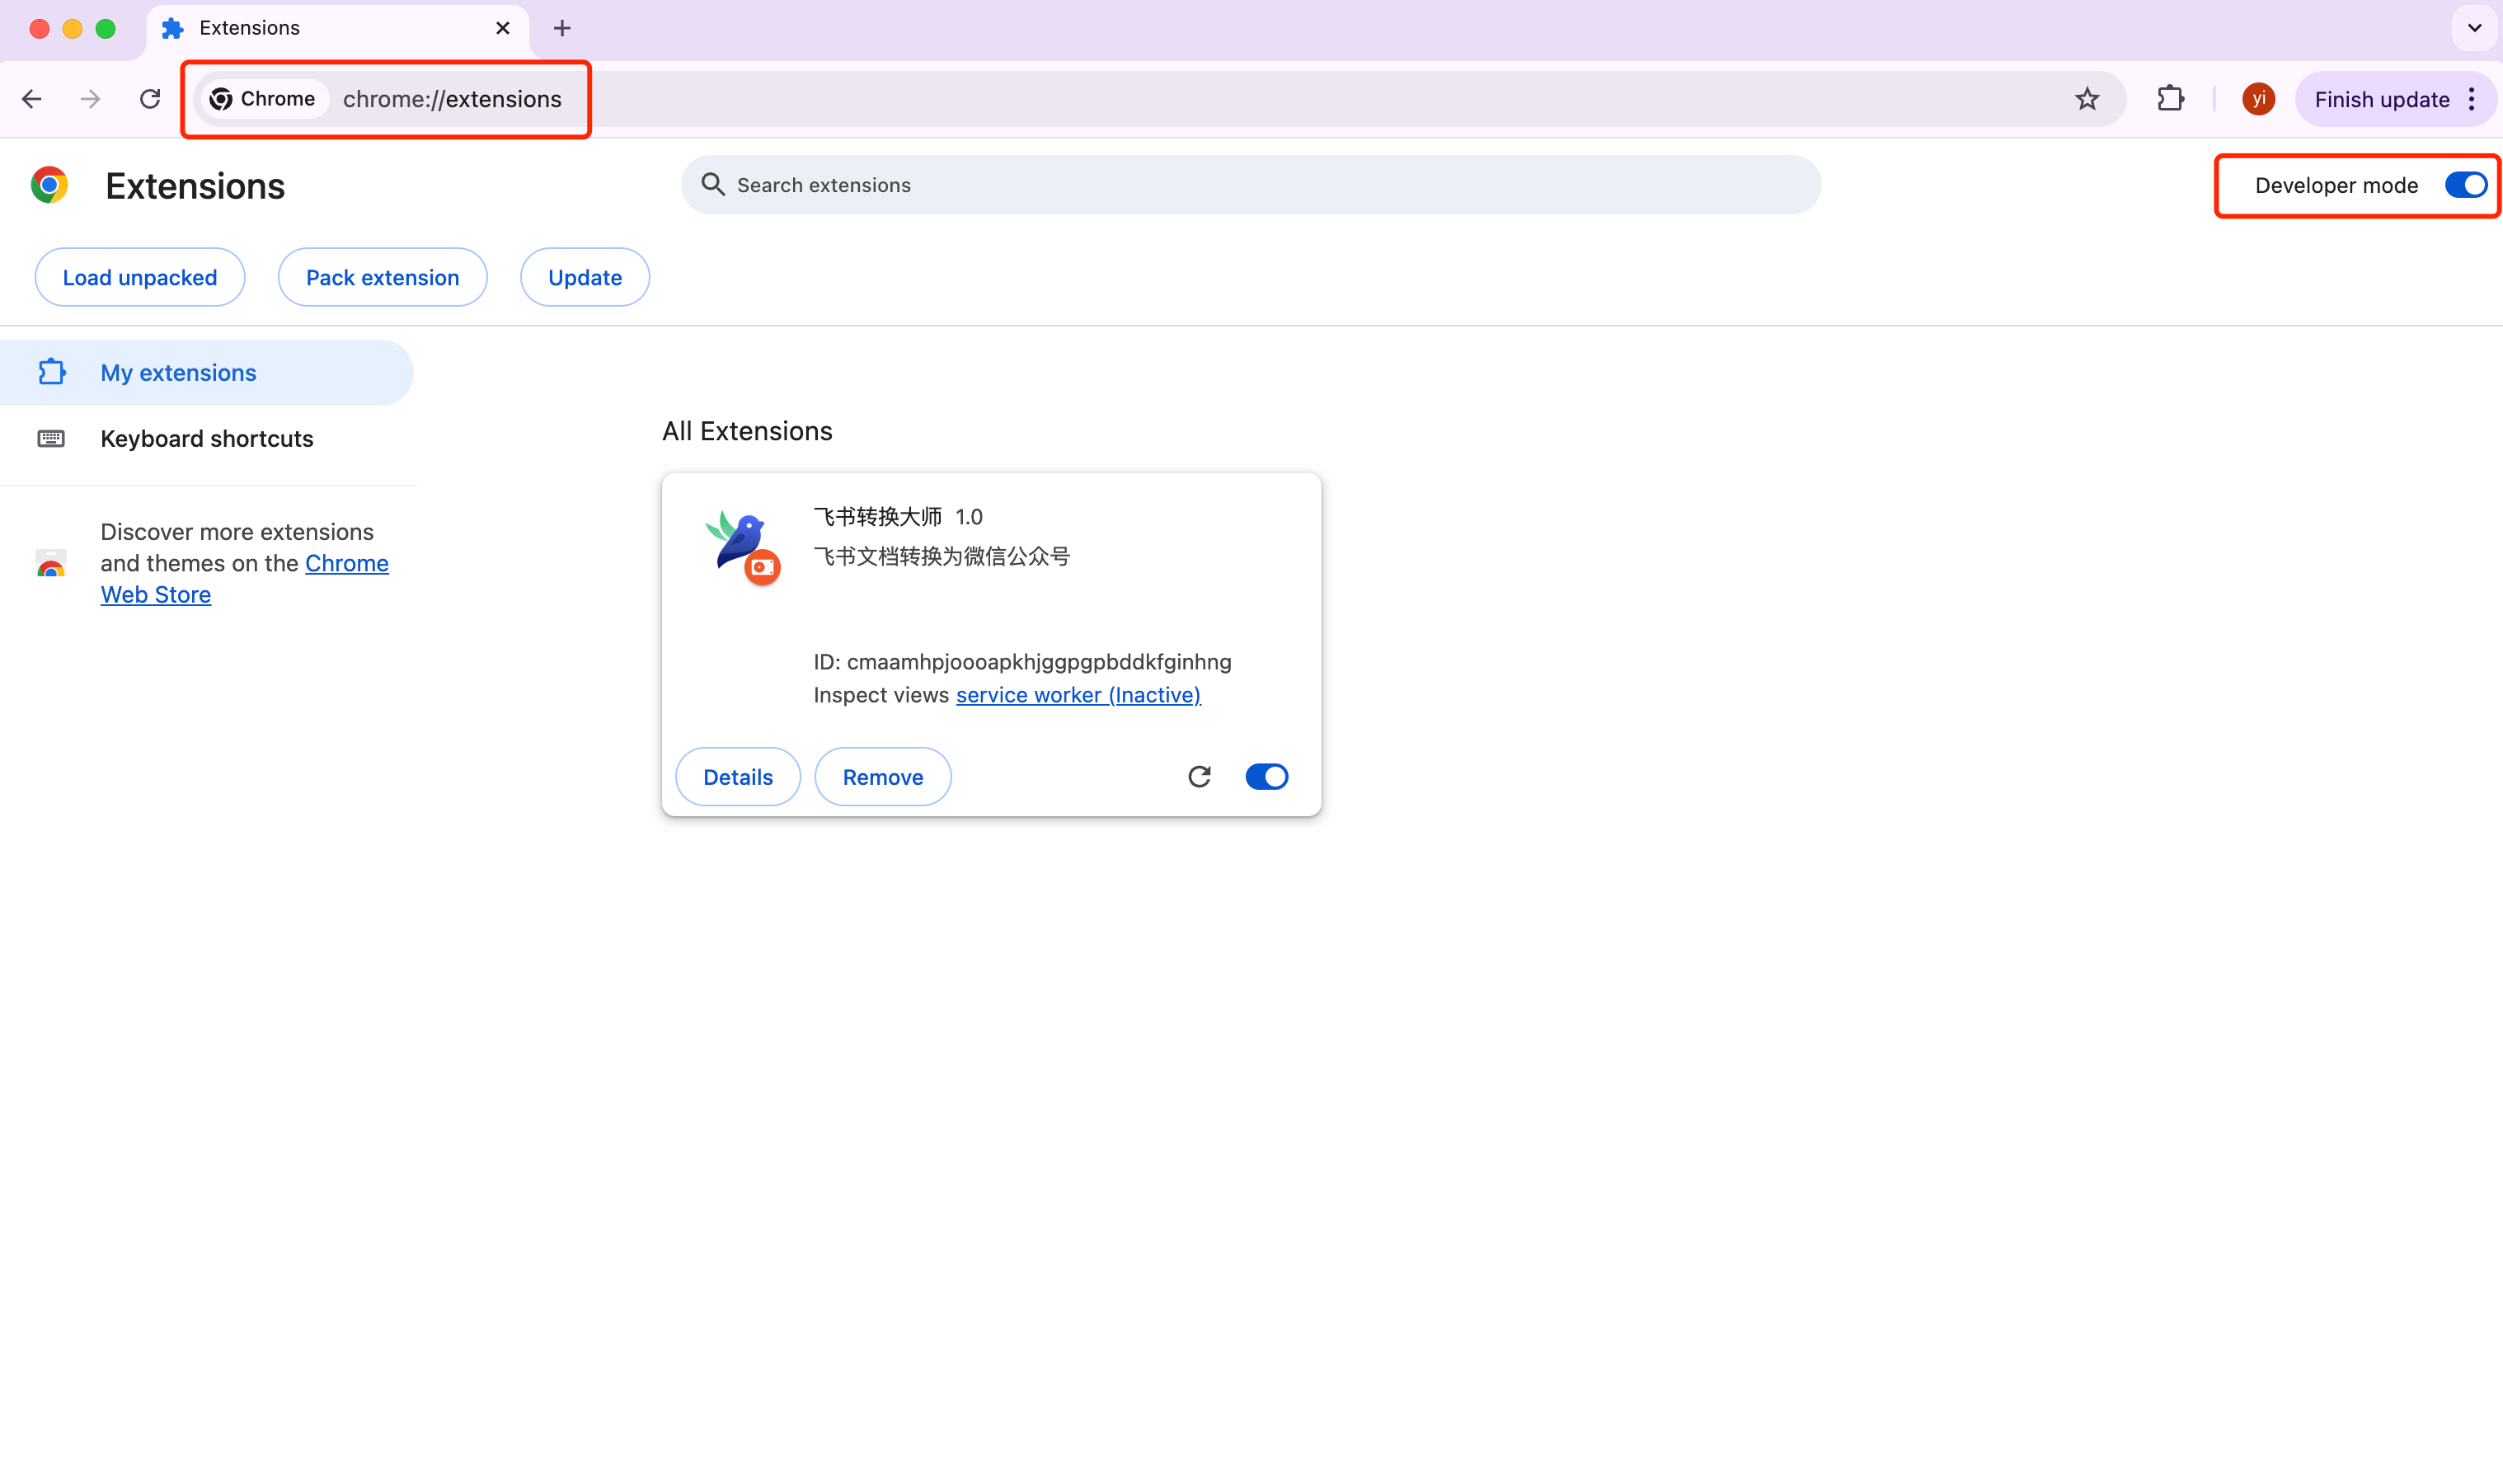 Extensions
Chrome
chrome://extensions
yi
Finish update
Extensions
Search extensions
Developer mode
Load unpacked
Pack extension
Update
My extensions
Keyboard shortcuts
Discover more extensions
and themes on the Chrome
Web Store
All Extensions
飞书转换大师 1.0
飞书文档转换为微信公众号
ID: cmaamhpjoooapkhjggpgpbddkfginhng
Inspect views service worker (Inactive)
Details
Remove